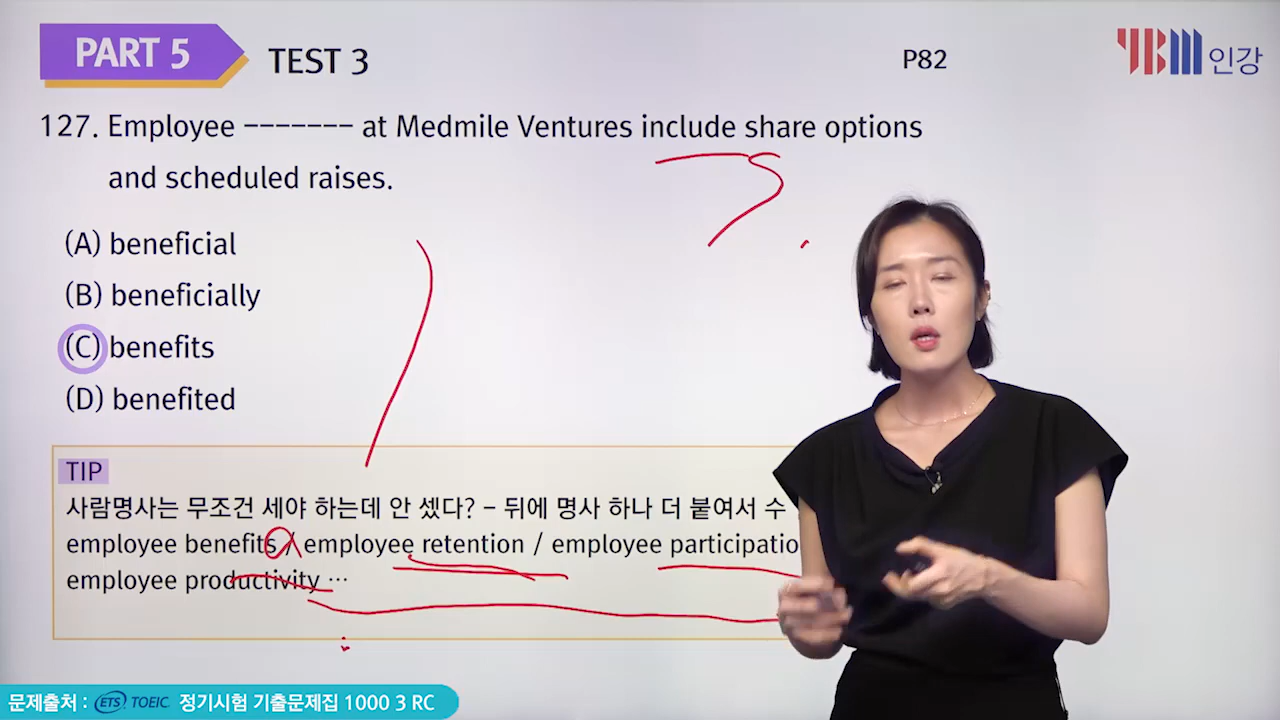 PART 5
TEST 3
P82
YBM 인강
127. Employee ------- at Medmile Ventures include share options
and scheduled raises.
(A) beneficial
(B) beneficially
(C) benefits
(D) benefited
TIP
사람명사는 무조건 세야 하는데 안 셌다? – 뒤에 명사 하나 더 붙여서 수
employee benefits / employee retention / employee participatio
employee productivity ···
문제출처 : ETS TOEIC 정기시험 기출문제집 1000 3 RC